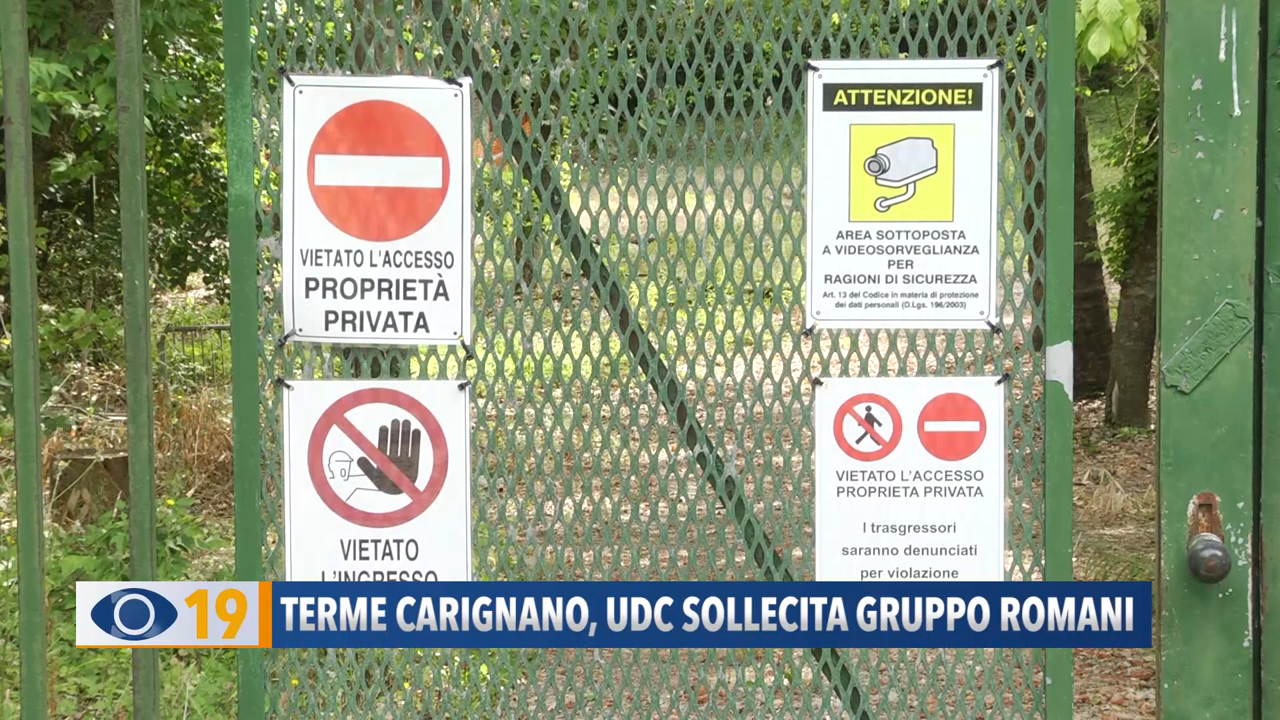 VIETATO L'ACCESSO
PROPRIETÀ
PRIVATA
ATTENZIONE!
AREA SOTTOPOSTA
A VIDEOSORVEGLIANZA
PER
RAGIONI DI SICUREZZA
Art. 13 del Codice in materia di protezione
dei dati personali (D.Lgs. 196/2003)
VIETATO
L'INGRESSO
VIETATO L'ACCESSO
PROPRIETA PRIVATA
I trasgressori
saranno denunciati
per violazione
19 TERME CARIGNANO, UDC SOLLECITA GRUPPO ROMANI